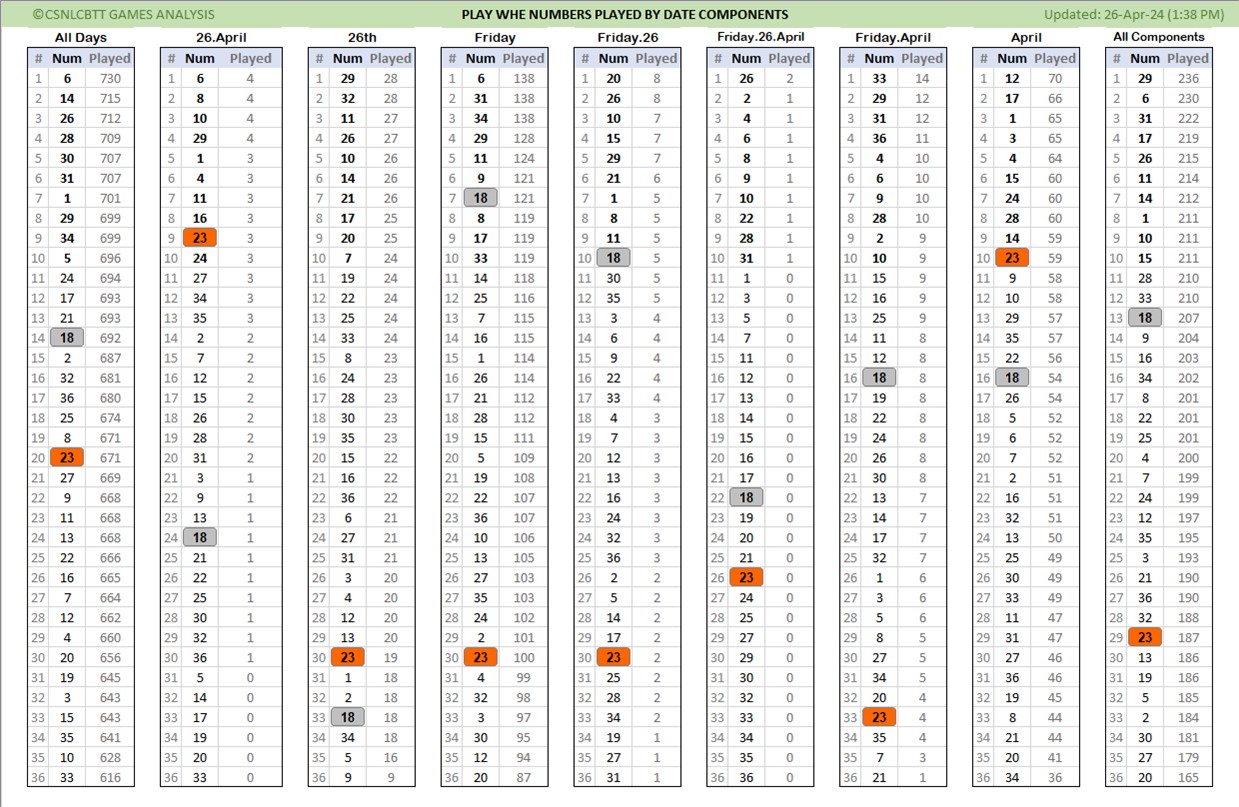 ©CSNLCBTT GAMES ANALYSIS PLAY WHE NUMBERS PLAYED BY DATE COMPONENTS Updated: 26-Apr-24 (1:38 PM)
All Days 26.April 26th Friday Friday.26 Friday.26.April Friday.April April All Components
# Num Played # Num Played # Num Played # Num Played # Num Played # Num Played # Num Played # Num Played # Num Played
1 6 730 1 6 4 1 29 28 1 6 138 1 20 8 1 26 2 1 33 14 1 12 70 1 29 236
2 14 715 2 8 4 2 32 28 2 31 138 2 26 8 2 2 1 2 29 12 2 17 66 2 6 230
3 26 712 3 10 4 3 11 27 3 34 138 3 10 7 3 4 1 3 31 12 3 1 65 3 31 222
4 28 709 4 29 4 4 26 27 4 29 128 4 15 7 4 6 1 4 36 11 4 3 65 4 17 219
5 30 707 5 1 3 5 10 26 5 11 124 5 29 7 5 8 1 5 4 10 5 4 64 5 26 215
6 31 707 6 4 3 6 14 26 6 9 121 6 21 6 6 9 1 6 6 10 6 15 60 6 11 214
7 1 701 7 11 3 7 21 26 7 18 121 7 1 5 7 10 1 7 9 10 7 24 60 7 14 212
8 29 699 8 16 3 8 17 25 8 8 119 8 8 5 8 22 1 8 28 10 8 28 60 8 1 211
9 34 699 9 23 3 9 20 25 9 17 119 9 11 5 9 28 1 9 2 9 9 14 59 9 10 211
10 5 696 10 24 3 10 7 24 10 33 119 10 18 5 10 31 1 10 10 9 10 23 59 10 15 211
11 24 694 11 27 3 11 19 24 11 14 118 11 30 5 11 1 0 11 15 9 11 9 58 11 28 210
12 17 693 12 34 3 12 22 24 12 25 116 12 35 5 12 3 0 12 16 9 12 10 58 12 33 210
13 21 693 13 35 3 13 25 24 13 7 115 13 3 4 13 5 0 13 25 9 13 29 57 13 18 207
14 18 692 14 2 2 14 33 24 14 16 115 14 6 4 14 7 0 14 11 8 14 35 57 14 9 204
15 2 687 15 7 2 15 8 23 15 1 114 15 9 4 15 11 0 15 12 8 15 22 56 15 16 203
16 32 681 16 12 2 16 24 23 16 26 114 16 22 4 16 12 0 16 18 8 16 18 54 16 34 202
17 36 680 17 15 2 17 28 23 17 21 112 17 33 4 17 13 0 17 19 8 17 26 54 17 8 201
18 25 674 18 26 2 18 30 23 18 28 112 18 4 3 18 14 0 18 22 8 18 5 52 18 22 201
19 8 671 19 28 2 19 35 23 19 15 111 19 7 3 19 15 0 19 24 8 19 6 52 19 25 201
20 23 671 20 31 2 20 15 22 20 5 109 20 12 3 20 16 0 20 26 8 20 7 52 20 4 200
21 27 669 21 3 1 21 16 22 21 19 108 21 13 3 21 17 0 21 30 8 21 2 51 21 7 199
22 9 668 22 9 1 22 36 22 22 22 107 22 16 3 22 18 0 22 13 7 22 16 51 22 24 199
23 11 668 23 13 1 23 6 21 23 36 107 23 24 3 23 19 0 23 14 7 23 32 51 23 12 197
24 13 668 24 18 1 24 27 21 24 10 106 24 32 3 24 20 0 24 17 7 24 13 50 24 35 195
25 22 666 25 21 1 25 31 21 25 13 105 25 36 3 25 21 0 25 32 7 25 25 49 25 3 193
26 16 665 26 22 1 26 3 20 26 27 103 26 2 2 26 23 0 26 1 6 26 30 49 26 21 190
27 7 664 27 25 1 27 4 20 27 35 103 27 5 2 27 24 0 27 3 6 27 33 49 27 36 190
28 12 662 28 30 1 28 12 20 28 24 102 28 14 2 28 25 0 28 5 6 28 11 47 28 32 188
29 4 660 29 32 1 29 13 20 29 2 101 29 17 2 29 27 0 29 8 5 29 31 47 29 23 187
30 20 656 30 36 1 30 23 19 30 23 100 30 23 2 30 29 0 30 27 5 30 27 46 30 13 186
31 19 645 31 5 0 31 1 18 31 4 99 31 25 2 31 30 0 31 34 5 31 36 46 31 19 186
32 3 643 32 14 0 32 2 18 32 32 98 32 28 2 32 32 0 32 20 4 32 19 45 32 5 185
33 15 643 33 17 0 33 18 18 33 3 97 33 34 2 33 33 0 33 23 4 33 8 44 33 2 184
34 35 641 34 19 0 34 34 18 34 30 95 34 19 1 34 34 0 34 35 4 34 21 44 34 30 181
35 10 628 35 20 0 35 5 16 35 12 94 35 27 1 35 35 0 35 7 3 35 20 41 35 27 179
36 33 616 36 33 0 36 9 9 36 20 87 36 31 1 36 36 0 36 21 1 36 34 36 36 20 165